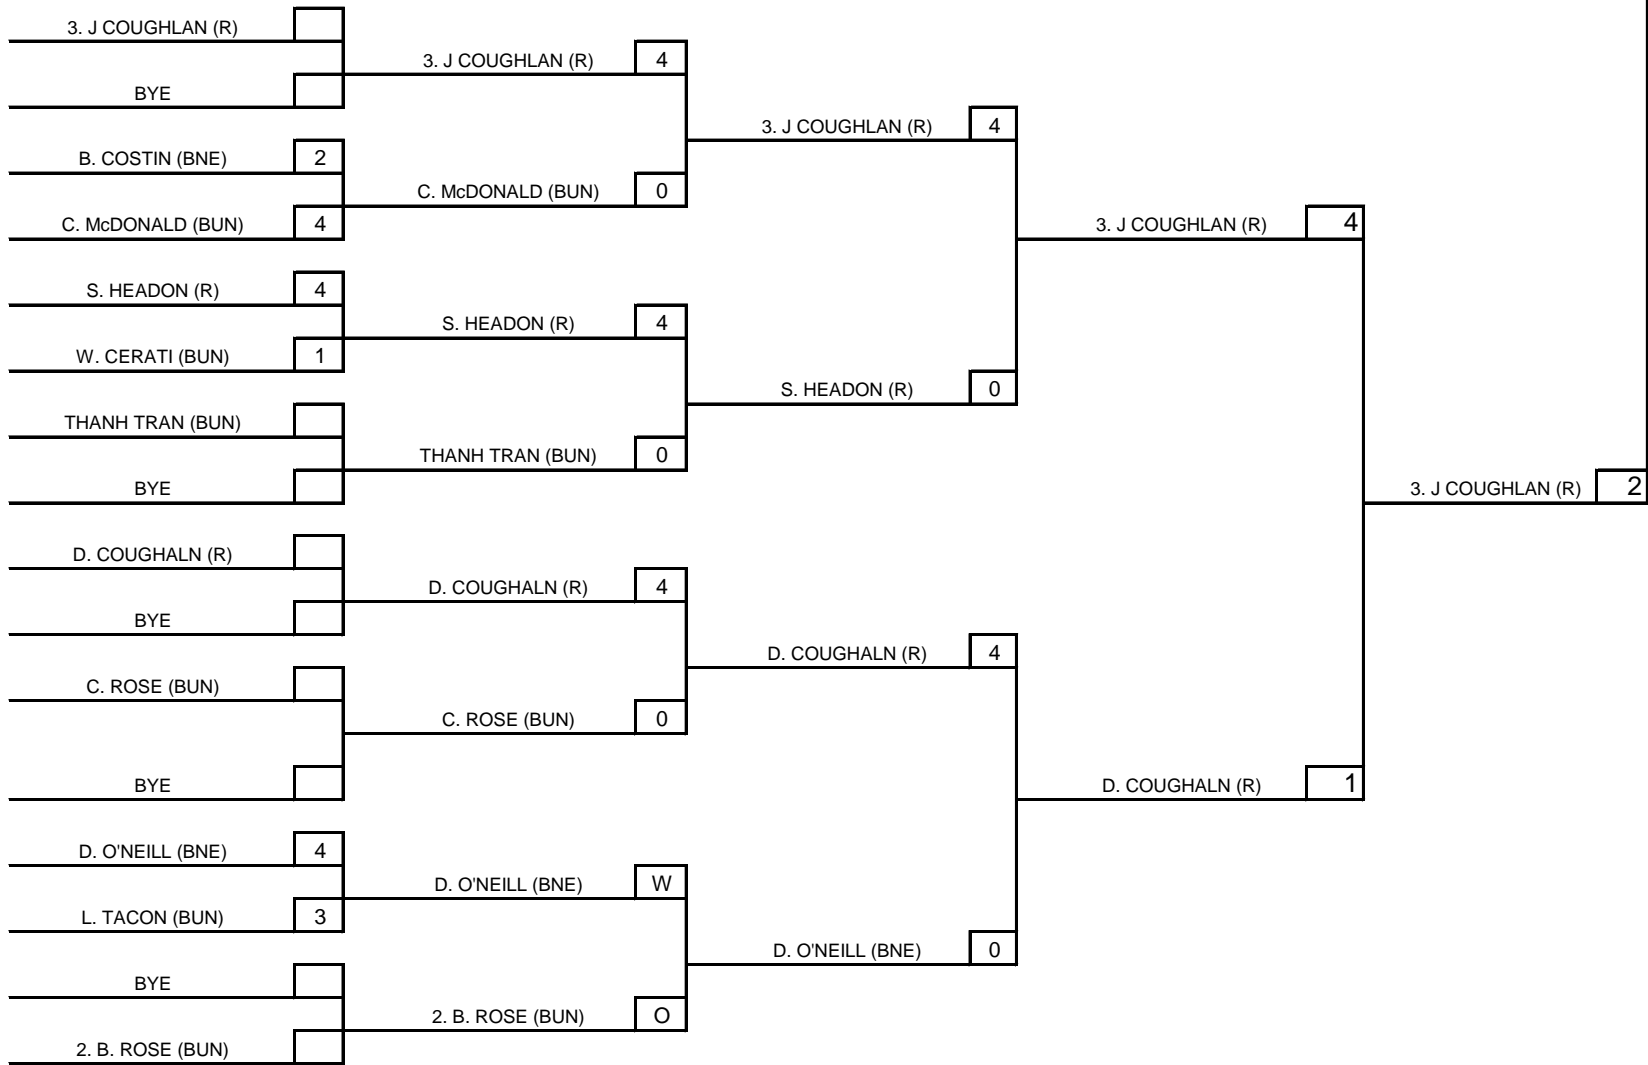 3. J COUGHLAN (R)
BYE
B. COSTIN (BNE) 2
C. McDONALD (BUN) 4
S. HEADON (R) 4
W. CERATI (BUN) 1
THANH TRAN (BUN)
BYE
D. COUGHALN (R)
BYE
C. ROSE (BUN)
BYE
D. O'NEILL (BNE) 4
L. TACON (BUN) 3
BYE
2. B. ROSE (BUN)
3. J COUGHLAN (R) 4
C. McDONALD (BUN) 0
S. HEADON (R) 4
THANH TRAN (BUN) 0
D. COUGHALN (R) 4
C. ROSE (BUN) 0
D. O'NEILL (BNE) W
2. B. ROSE (BUN) O
3. J COUGHLAN (R) 4
S. HEADON (R) 0
D. COUGHALN (R) 4
D. O'NEILL (BNE) 0
3. J COUGHLAN (R) 4
D. COUGHALN (R) 1
3. J COUGHLAN (R) 2